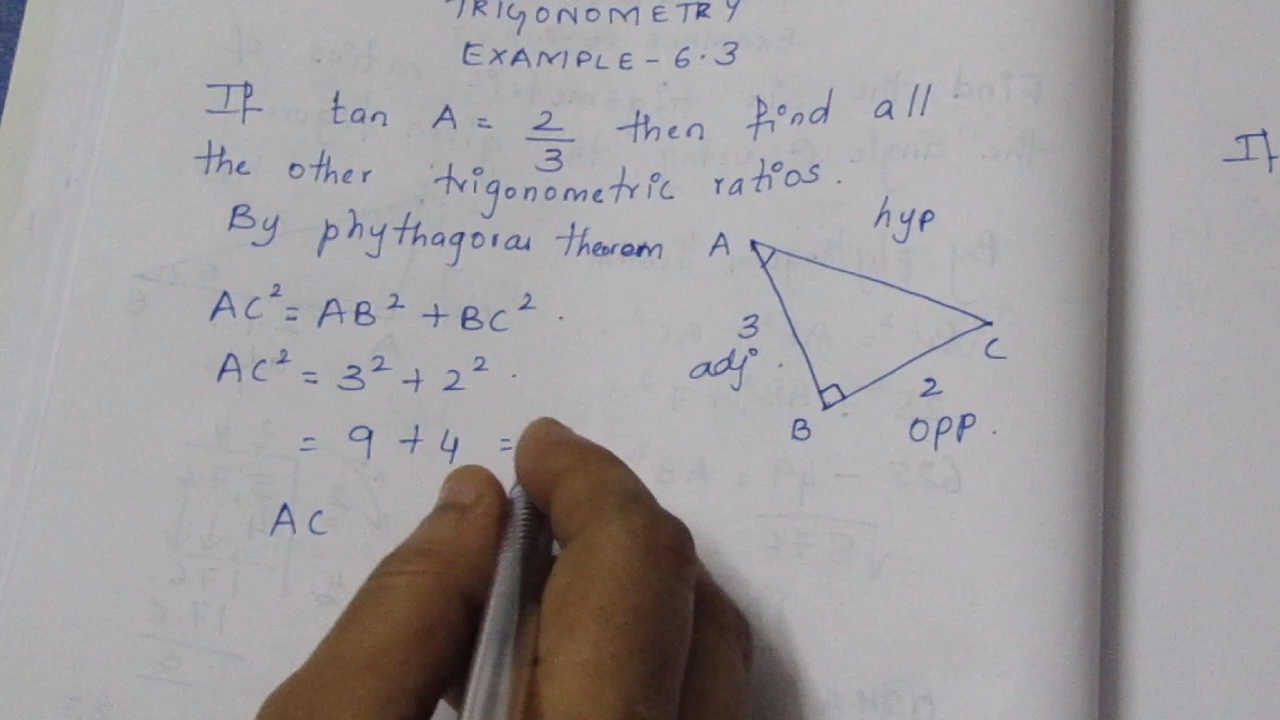 TRIGONOMETRY
EXAMPLE - 6.3
If tan A = 2/3 then find all
the other trigonometric ratios.
By phythagoras theorem
AC² = AB² + BC².
AC² = 3² + 2².
= 9 + 4 =
AC
A
hyp
3
adj.
C
B
2
opp.
If